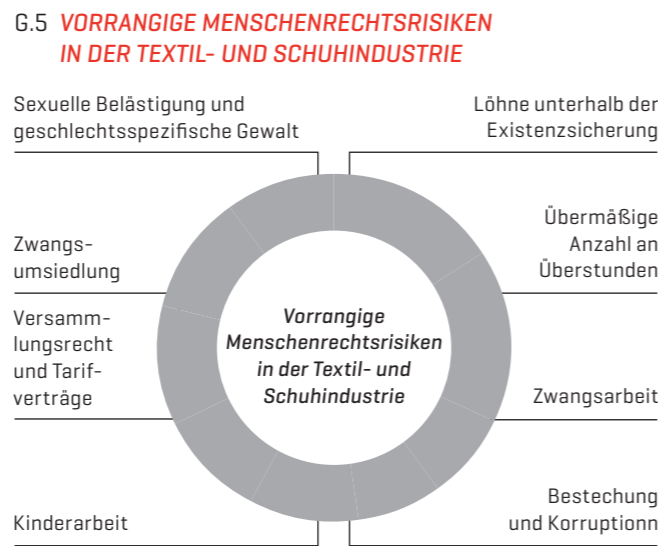 G.5 VORRANGIGE MENSCHENRECHTSRISIKEN
IN DER TEXTIL- UND SCHUHINDUSTRIE
Sexuelle Belästigung und
geschlechtsspezifische Gewalt
Löhne unterhalb der
Existenzsicherung
Zwangs-
umsiedlung
Übermäßige
Anzahl an
Überstunden
Versamm-
lungsrecht
und Tarif-
verträge
Vorrangige
Menschenrechtsrisiken
in der Textil- und
Schuhindustrie
Zwangsarbeit
Kinderarbeit
Bestechung
und Korruptionn